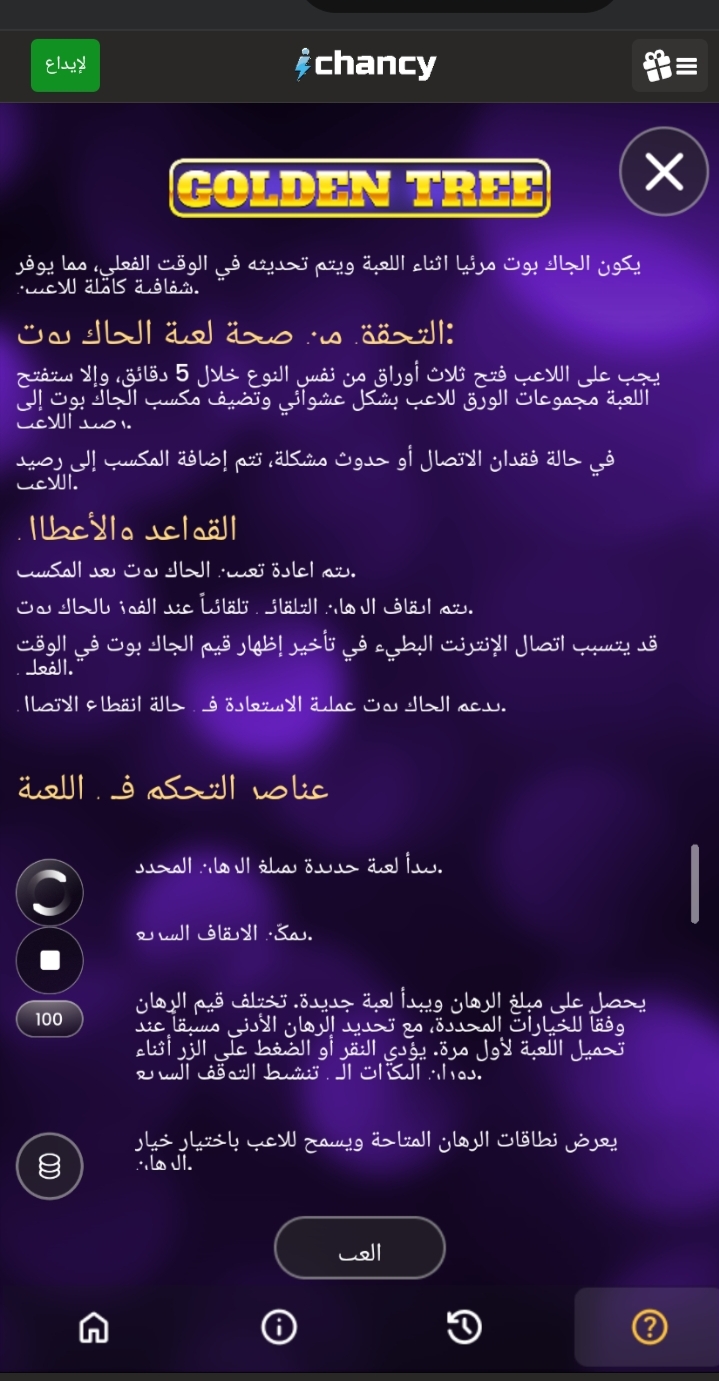 لإيداع
ichancy
GOLDEN TREE
يكون الجاك بوت مرئيا اثناء اللعبة ويتم تحديثه في الوقت الفعلي، مما يوفر
شفافية كاملة للاعبين.
التحقق من صحة لعبة الجاك بوت:
يجب على اللاعب فتح ثلاث أوراق من نفس النوع خلال 5 دقائق، وإلا ستفتح
اللعبة مجموعات الورق للاعب بشكل عشوائي وتضيف مكسب الجاك بوت إلى
رصيد اللاعب.
في حالة فقدان الاتصال أو حدوث مشكلة، تتم إضافة المكسب إلى رصيد
اللاعب.
القواعد والأعطال
يتم اعادة تعيين الجاك بوت بعد المكسب.
يتم ايقاف الرهان التلقائي تلقائياً عند الفوز بالجاك بوت.
قد يتسبب اتصال الإنترنت البطيء في تأخير إظهار قيم الجاك بوت في الوقت
الفعلي.
يدعم الجاك بوت عملية الاستعادة في حالة انقطاع الاتصال.
عناصر التحكم في اللعبة
يبدأ لعبة جديدة بمبلغ الرهان المحدد.
يمكّن الايقاف السريع.
100
يحصل على مبلغ الرهان ويبدأ لعبة جديدة. تختلف قيم الرهان
وفقاً للخيارات المحددة، مع تحديد الرهان الأدنى مسبقاً عند
تحميل اللعبة لأول مرة. يؤدي النقر أو الضغط على الزر أثناء
دوران البكرات إلى تنشيط التوقف السريع.
يعرض نطاقات الرهان المتاحة ويسمح للاعب باختيار خيار
الرهان.
العب